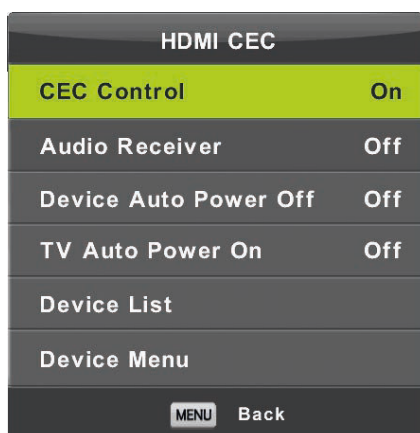 HDMI CEC
CEC Control On
Audio Receiver Off
Device Auto Power Off Off
TV Auto Power On Off
Device List
Device Menu
MENU Back